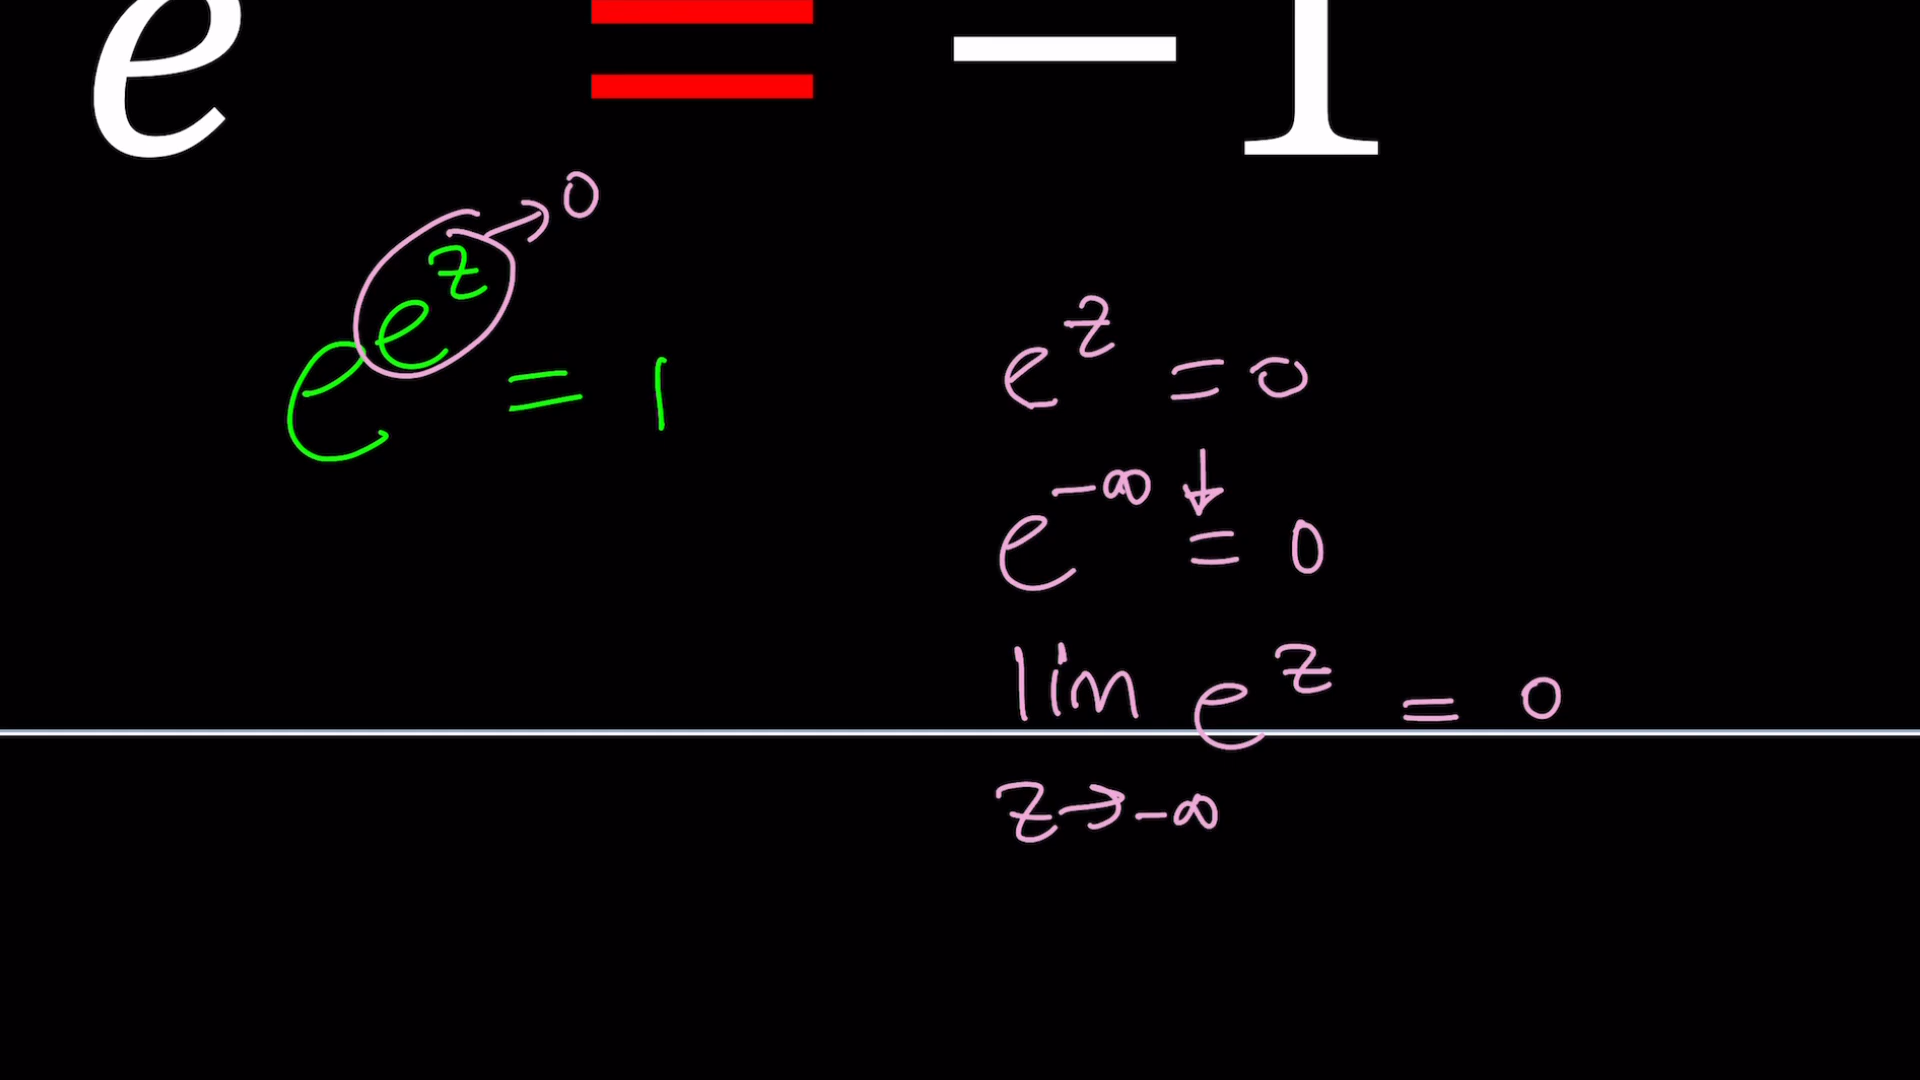 e = −1
e^{e^z} = 1 → 0
e^z = 0
↓
e^{−∞} = 0
lim e^z = 0
z→−∞